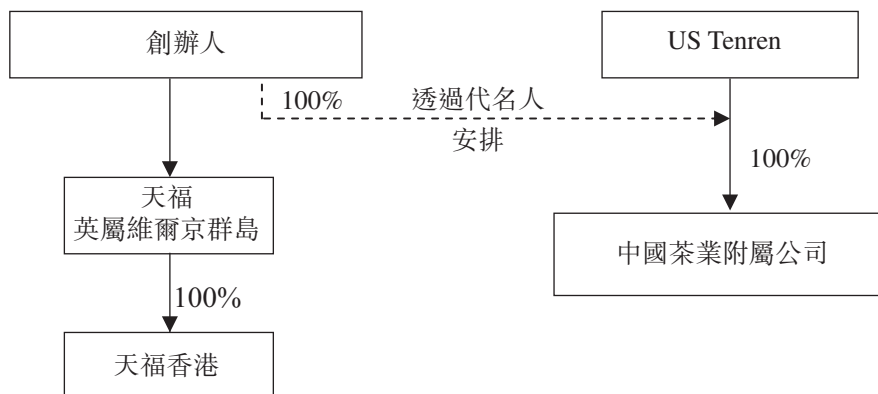 創辦人
US Tenren
100%
透過代名人
安排
100%
天福
英屬維爾京群島
中國茶業附屬公司
100%
天福香港